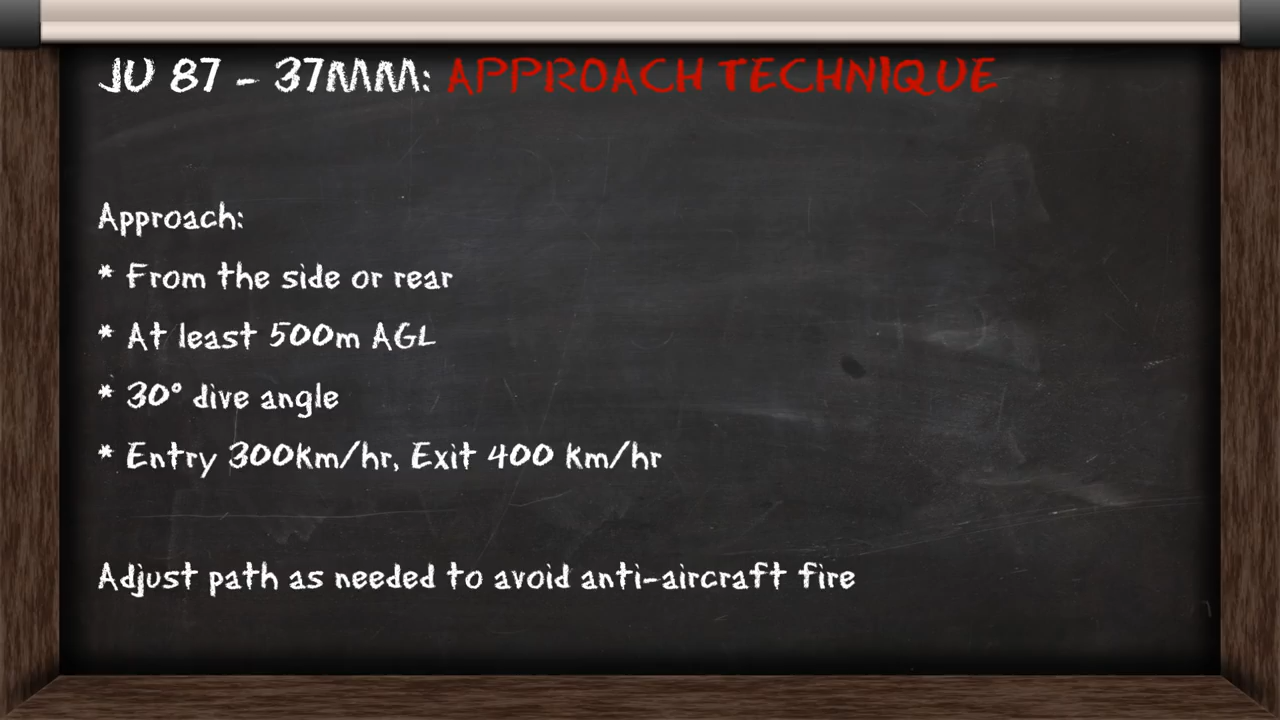 JU 87 - 37MM: APPROACH TECHNIQUE
Approach:
* From the side or rear
* At least 500m AGL
* 30° dive angle
* Entry 300km/hr, Exit 400 km/hr
Adjust path as needed to avoid anti-aircraft fire